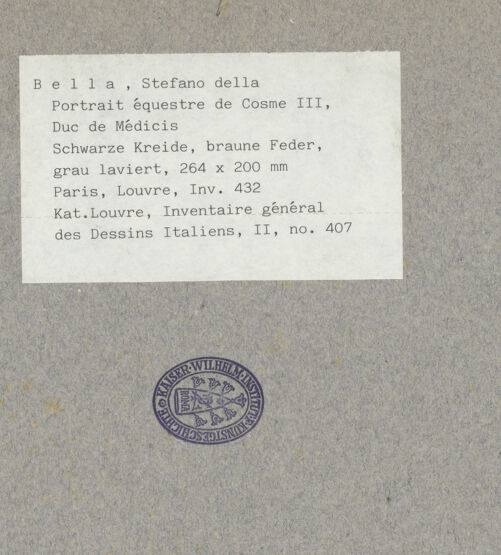 B e l l a , Stefano della
Portrait équestre de Cosme III,
Duc de Médicis
Schwarze Kreide, braune Feder,
grau laviert, 264 x 200 mm
Paris, Louvre, Inv. 432
Kat.Louvre, Inventaire général
des Dessins Italiens, II, no. 407
KAISER·WILHELM·INSTITUT·F·KUNSTGESCHICHTE
ROMA